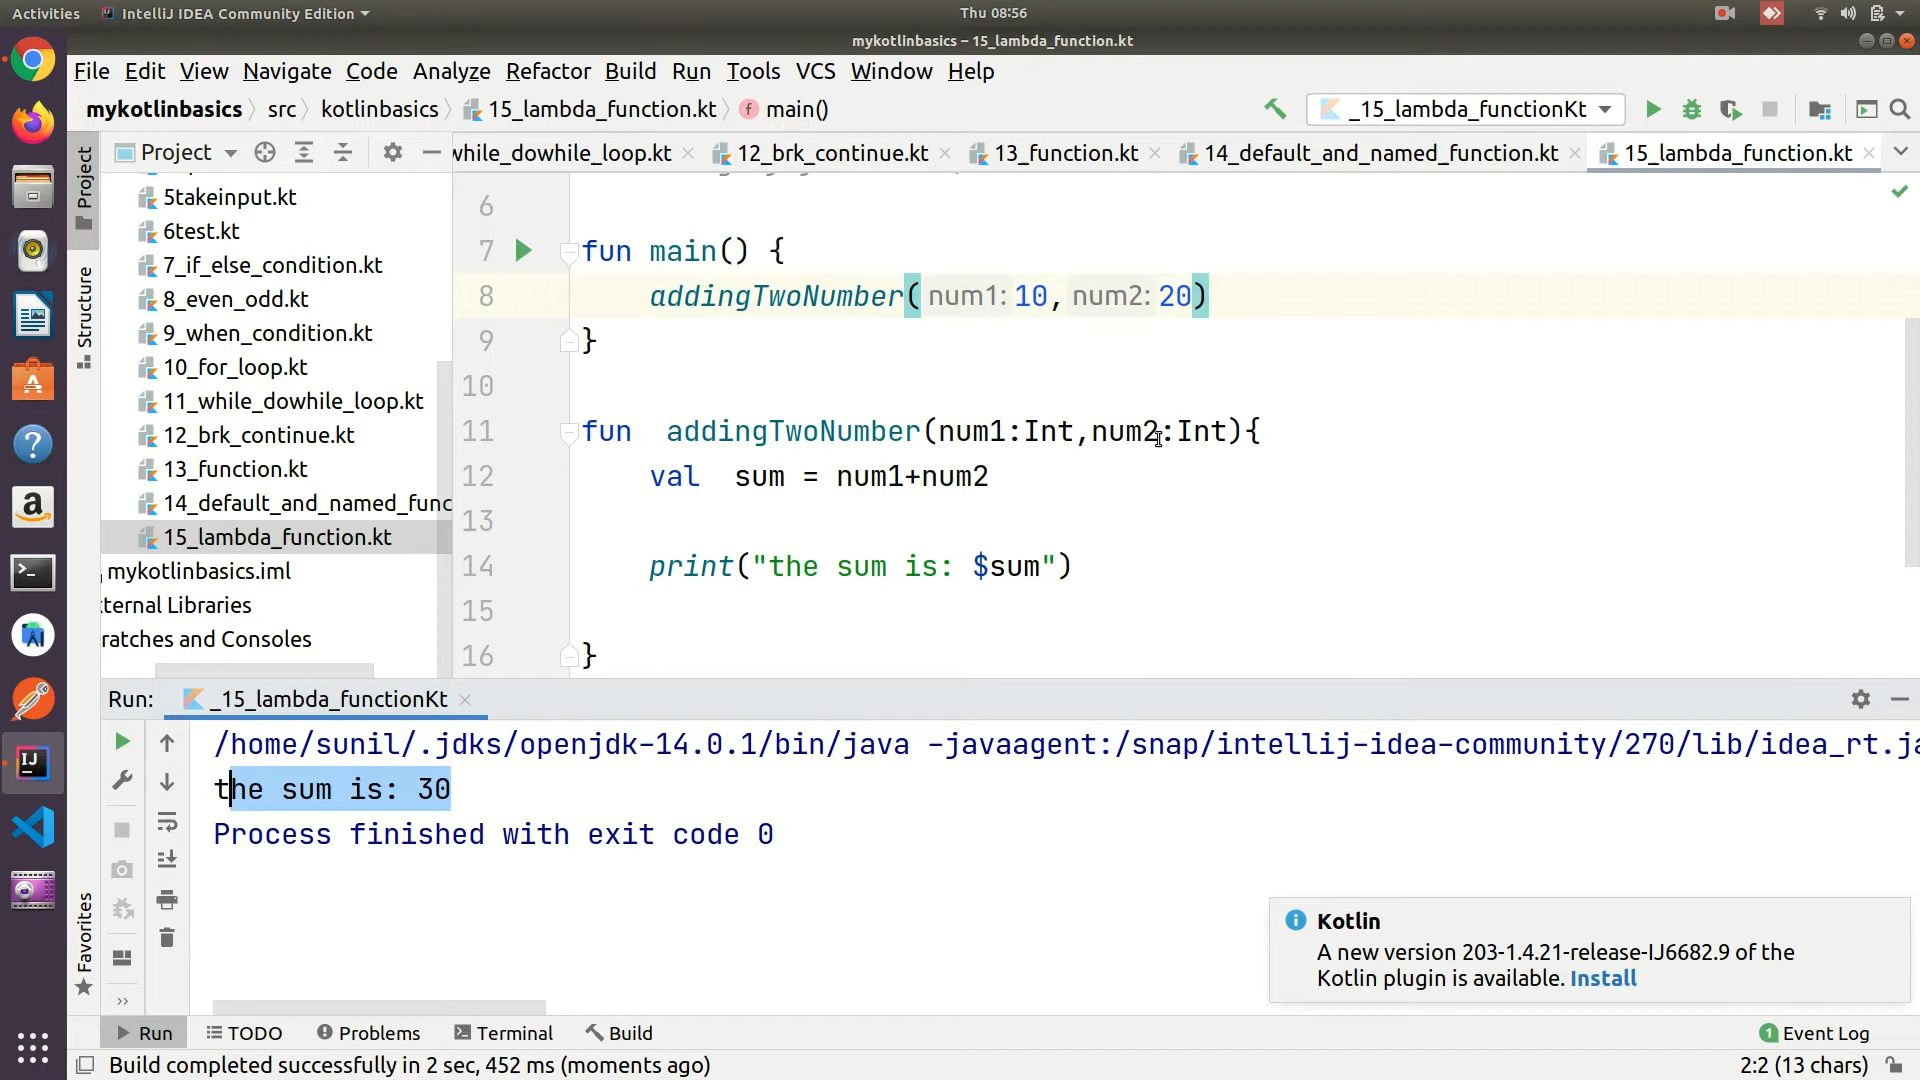 Activities IntelliJ IDEA Community Edition Thu 08:56
mykotlinbasics – 15_lambda_function.kt
File Edit View Navigate Code Analyze Refactor Build Run Tools VCS Window Help
mykotlinbasics src kotlinbasics 15_lambda_function.kt main() _15_lambda_functionKt
Project while_dowhile_loop.kt 12_brk_continue.kt 13_function.kt 14_default_and_named_function.kt 15_lambda_function.kt
Project
Structure
Favorites
5takeinput.kt
6test.kt
7_if_else_condition.kt
8_even_odd.kt
9_when_condition.kt
10_for_loop.kt
11_while_dowhile_loop.kt
12_brk_continue.kt
13_function.kt
14_default_and_named_func
15_lambda_function.kt
mykotlinbasics.iml
xternal Libraries
ratches and Consoles
6
7 fun main() {
8 addingTwoNumber( num1: 10, num2: 20)
9 }
10
11 fun addingTwoNumber(num1:Int,num2:Int){
12 val sum = num1+num2
13
14 print("the sum is: $sum")
15
16 }
Run: _15_lambda_functionKt
/home/sunil/.jdks/openjdk-14.0.1/bin/java -javaagent:/snap/intellij-idea-community/270/lib/idea_rt.ja
the sum is: 30
Process finished with exit code 0
Kotlin
A new version 203-1.4.21-release-IJ6682.9 of the
Kotlin plugin is available. Install
Run TODO Problems Terminal Build 1 Event Log
Build completed successfully in 2 sec, 452 ms (moments ago) 2:2 (13 chars)